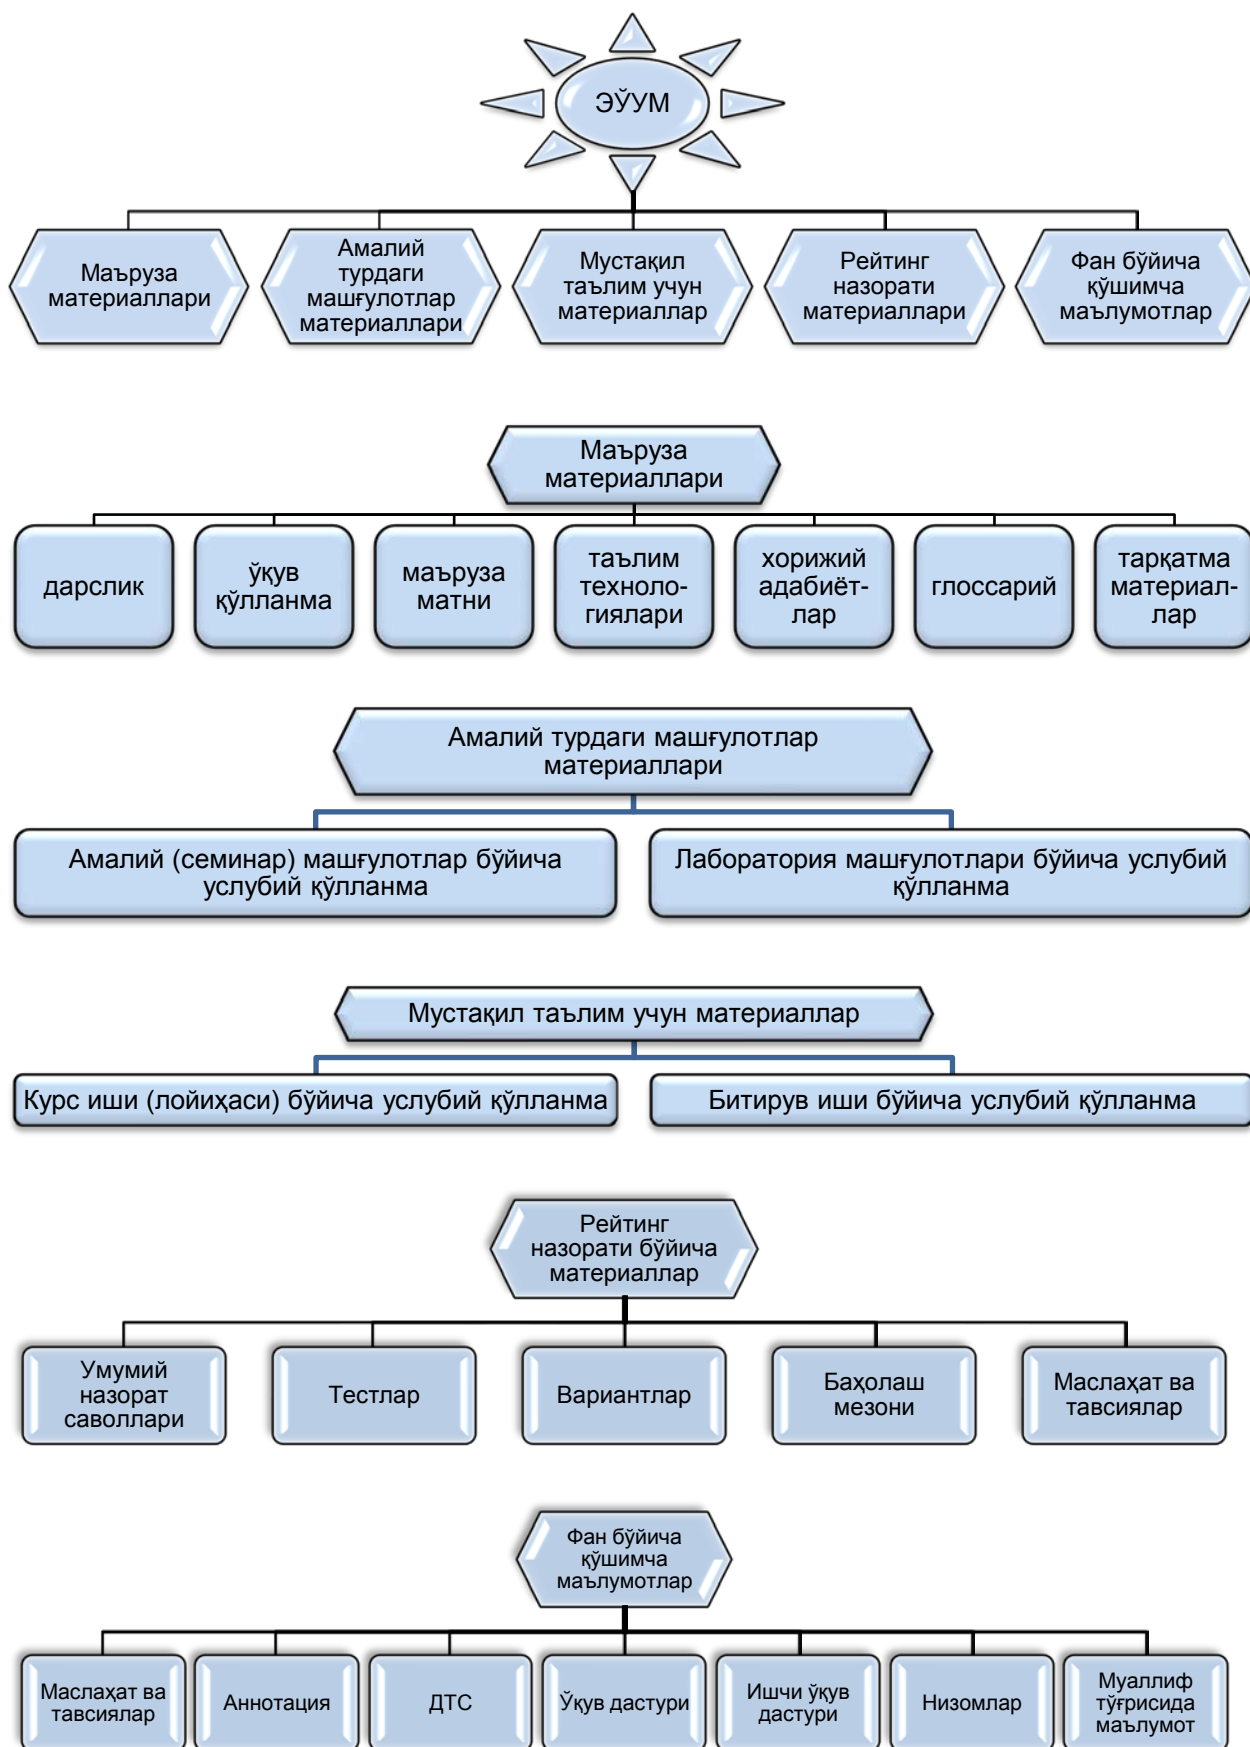 ЭЎУМ
Маъруза
материаллари
Амалий
турдаги
машғулотлар
материаллари
Мустақил
таълим учун
материаллар
Рейтинг
назорати
материаллари
Фан бўйича
қўшимча
маълумотлар
Маъруза
материаллари
дарслик
ўқув
қўлланма
маъруза
матни
таълим
техноло-
гиялари
хорижий
адабиёт-
лар
глоссарий
тарқатма
материал-
лар
Амалий турдаги машғулотлар
материаллари
Амалий (семинар) машғулотлар бўйича
услубий қўлланма
Лаборатория машғулотлари бўйича услубий
қўлланма
Мустақил таълим учун материаллар
Курс иши (лойиҳаси) бўйича услубий қўлланма
Битирув иши бўйича услубий қўлланма
Рейтинг
назорати бўйича
материаллар
Умумий
назорат
саволлари
Тестлар
Вариантлар
Баҳолаш
мезони
Маслаҳат ва
тавсиялар
Фан бўйича
қўшимча
маълумотлар
Маслаҳат ва
тавсиялар
Аннотация
ДТС
Ўқув дастури
Ишчи ўқув
дастури
Низомлар
Муаллиф
тўғрисида
маълумот